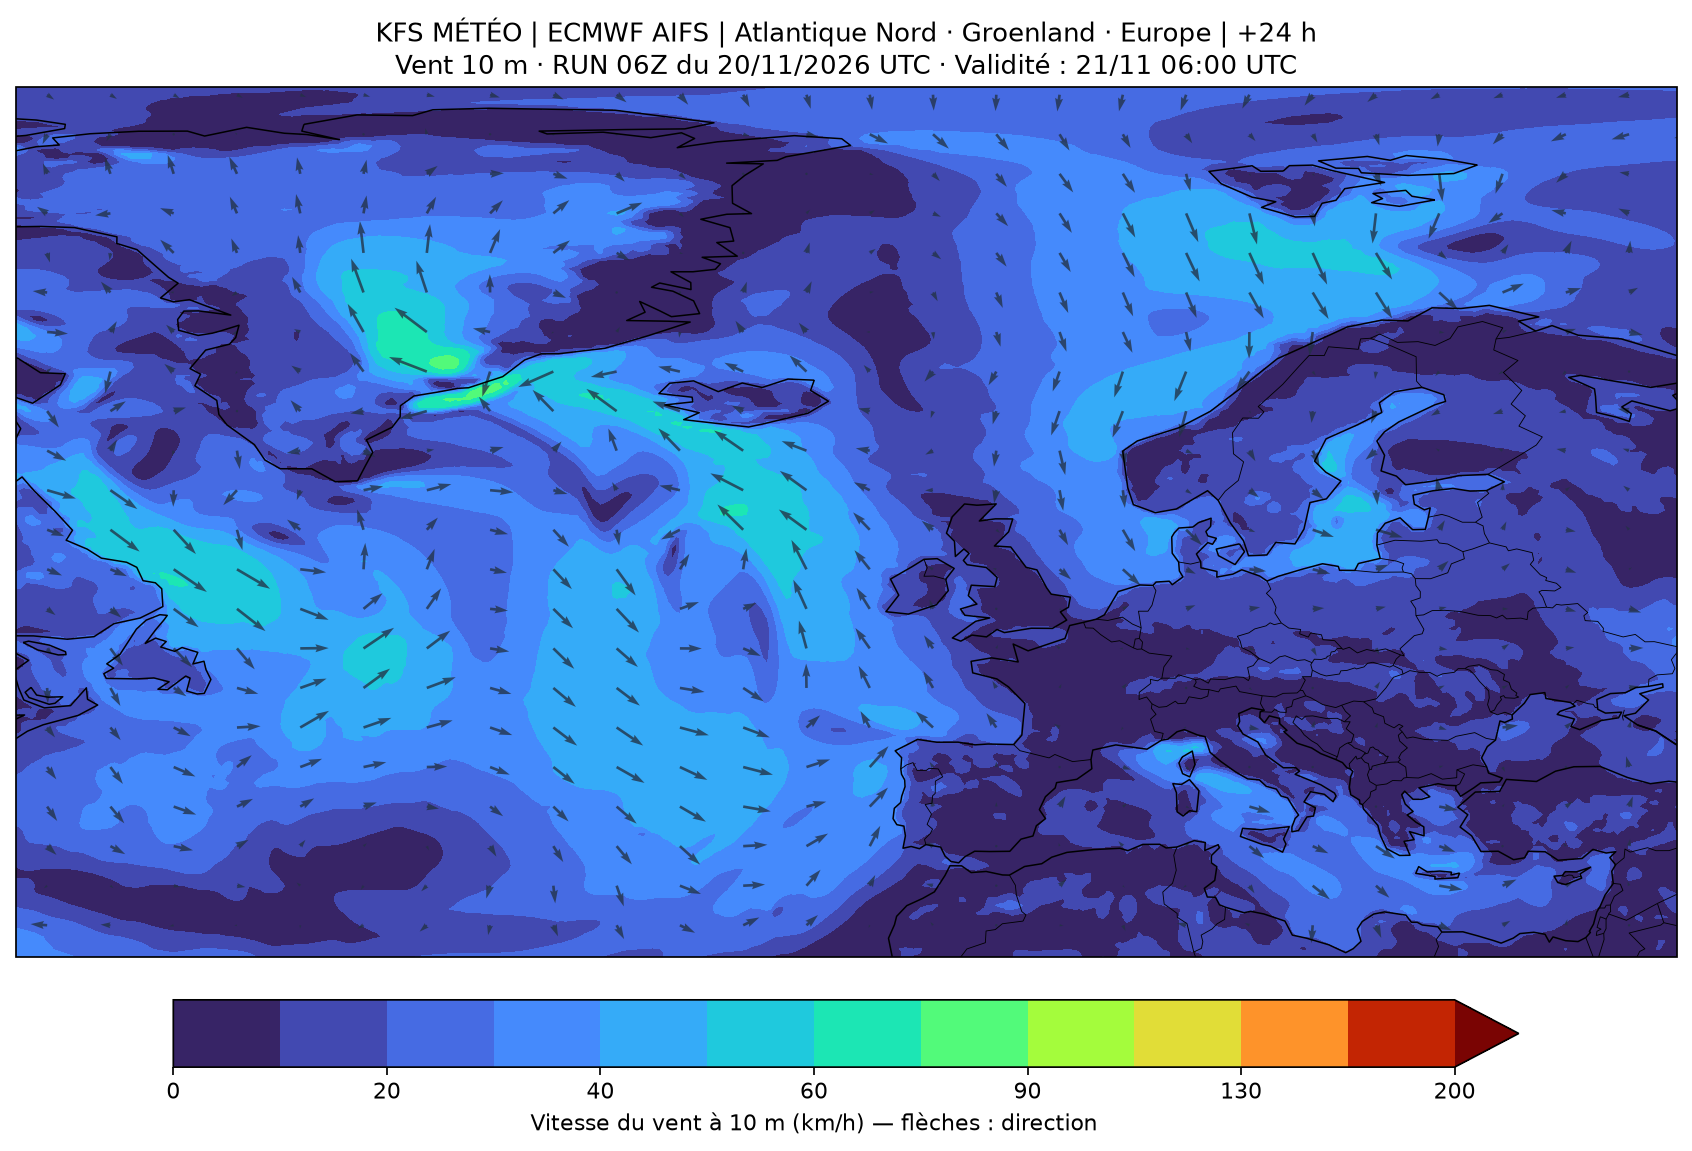 KFS MÉTÉO | ECMWF AIFS | Atlantique Nord · Groenland · Europe | +24 h
Vent 10 m · RUN 06Z du 20/11/2026 UTC · Validité : 21/11 06:00 UTC
0 20 40 60 90 130 200
Vitesse du vent à 10 m (km/h) — flèches : direction